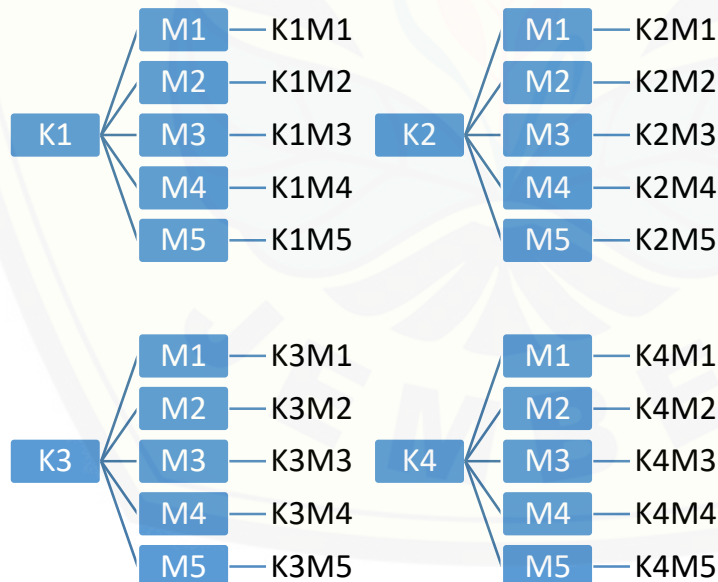 M1 K1M1
M2 K1M2
K1 M3 K1M3
M4 K1M4
M5 K1M5
M1 K2M1
M2 K2M2
K2 M3 K2M3
M4 K2M4
M5 K2M5
M1 K3M1
M2 K3M2
K3 M3 K3M3
M4 K3M4
M5 K3M5
M1 K4M1
M2 K4M2
K4 M3 K4M3
M4 K4M4
M5 K4M5
JEMBE